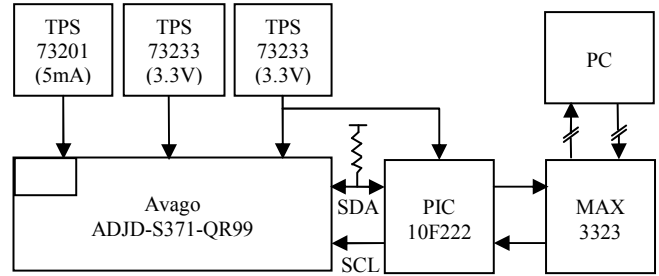 TPS
73201
(5mA)
TPS
73233
(3.3V)
TPS
73233
(3.3V)
PC
Avago
ADJD-S371-QR99
SDA
SCL
PIC
10F222
MAX
3323